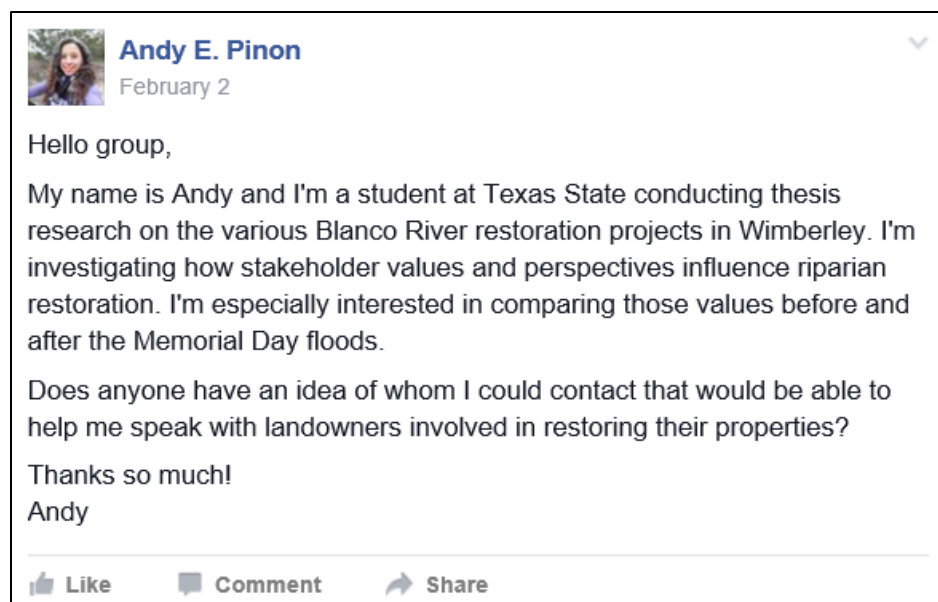 Andy E. Pinon
February 2
Hello group,
My name is Andy and I'm a student at Texas State conducting thesis
research on the various Blanco River restoration projects in Wimberley. I'm
investigating how stakeholder values and perspectives influence riparian
restoration. I'm especially interested in comparing those values before and
after the Memorial Day floods.
Does anyone have an idea of whom I could contact that would be able to
help me speak with landowners involved in restoring their properties?
Thanks so much!
Andy
Like Comment Share